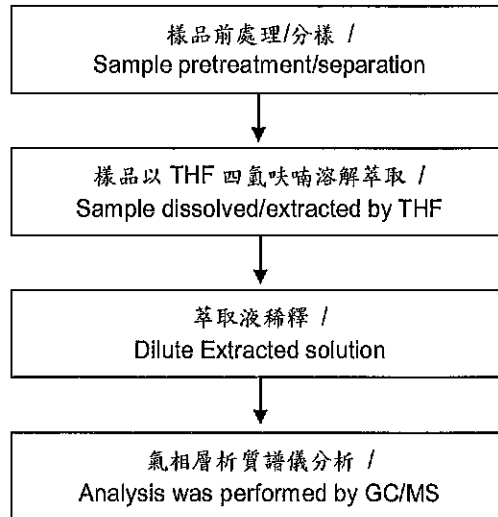 樣品前處理/分樣 /
Sample pretreatment/separation
樣品以 THF 四氫呋喃溶解萃取 /
Sample dissolved/extracted by THF
萃取液稀釋 /
Dilute Extracted solution
氣相層析質譜儀分析 /
Analysis was performed by GC/MS